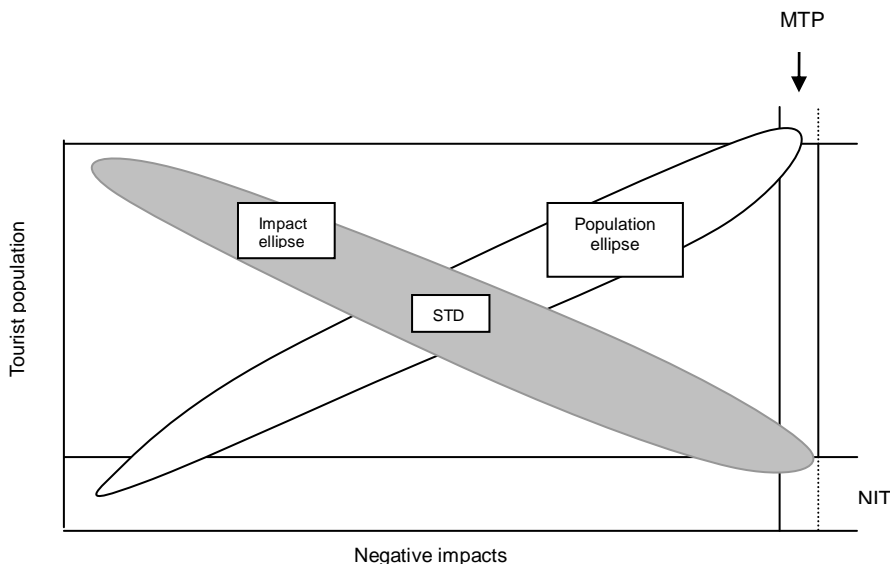 MTP
Impact
ellipse
Population
ellipse
STD
Tourist population
NIT
Negative impacts